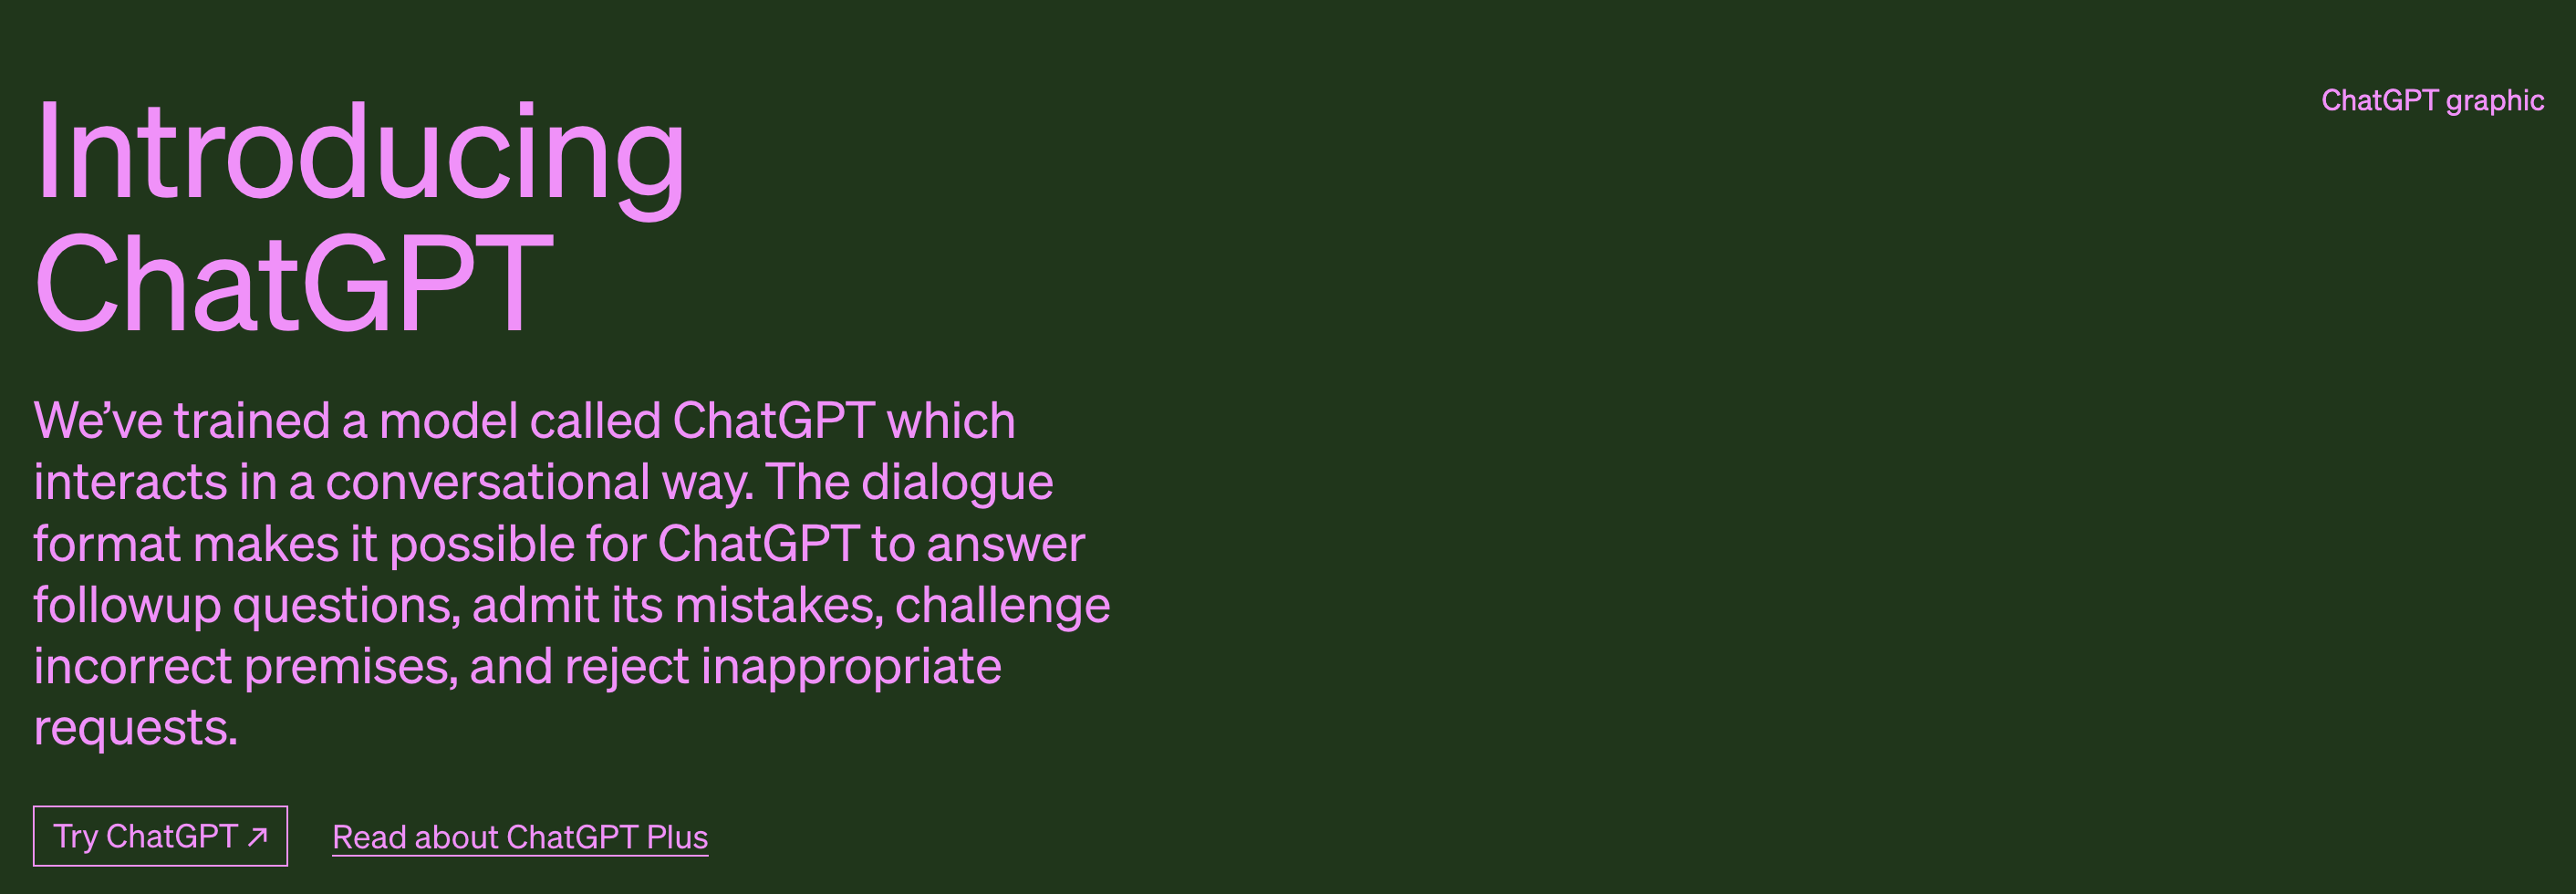 Introducing
ChatGPT
ChatGPT graphic
We’ve trained a model called ChatGPT which
interacts in a conversational way. The dialogue
format makes it possible for ChatGPT to answer
followup questions, admit its mistakes, challenge
incorrect premises, and reject inappropriate
requests.
Try ChatGPT ↗
Read about ChatGPT Plus